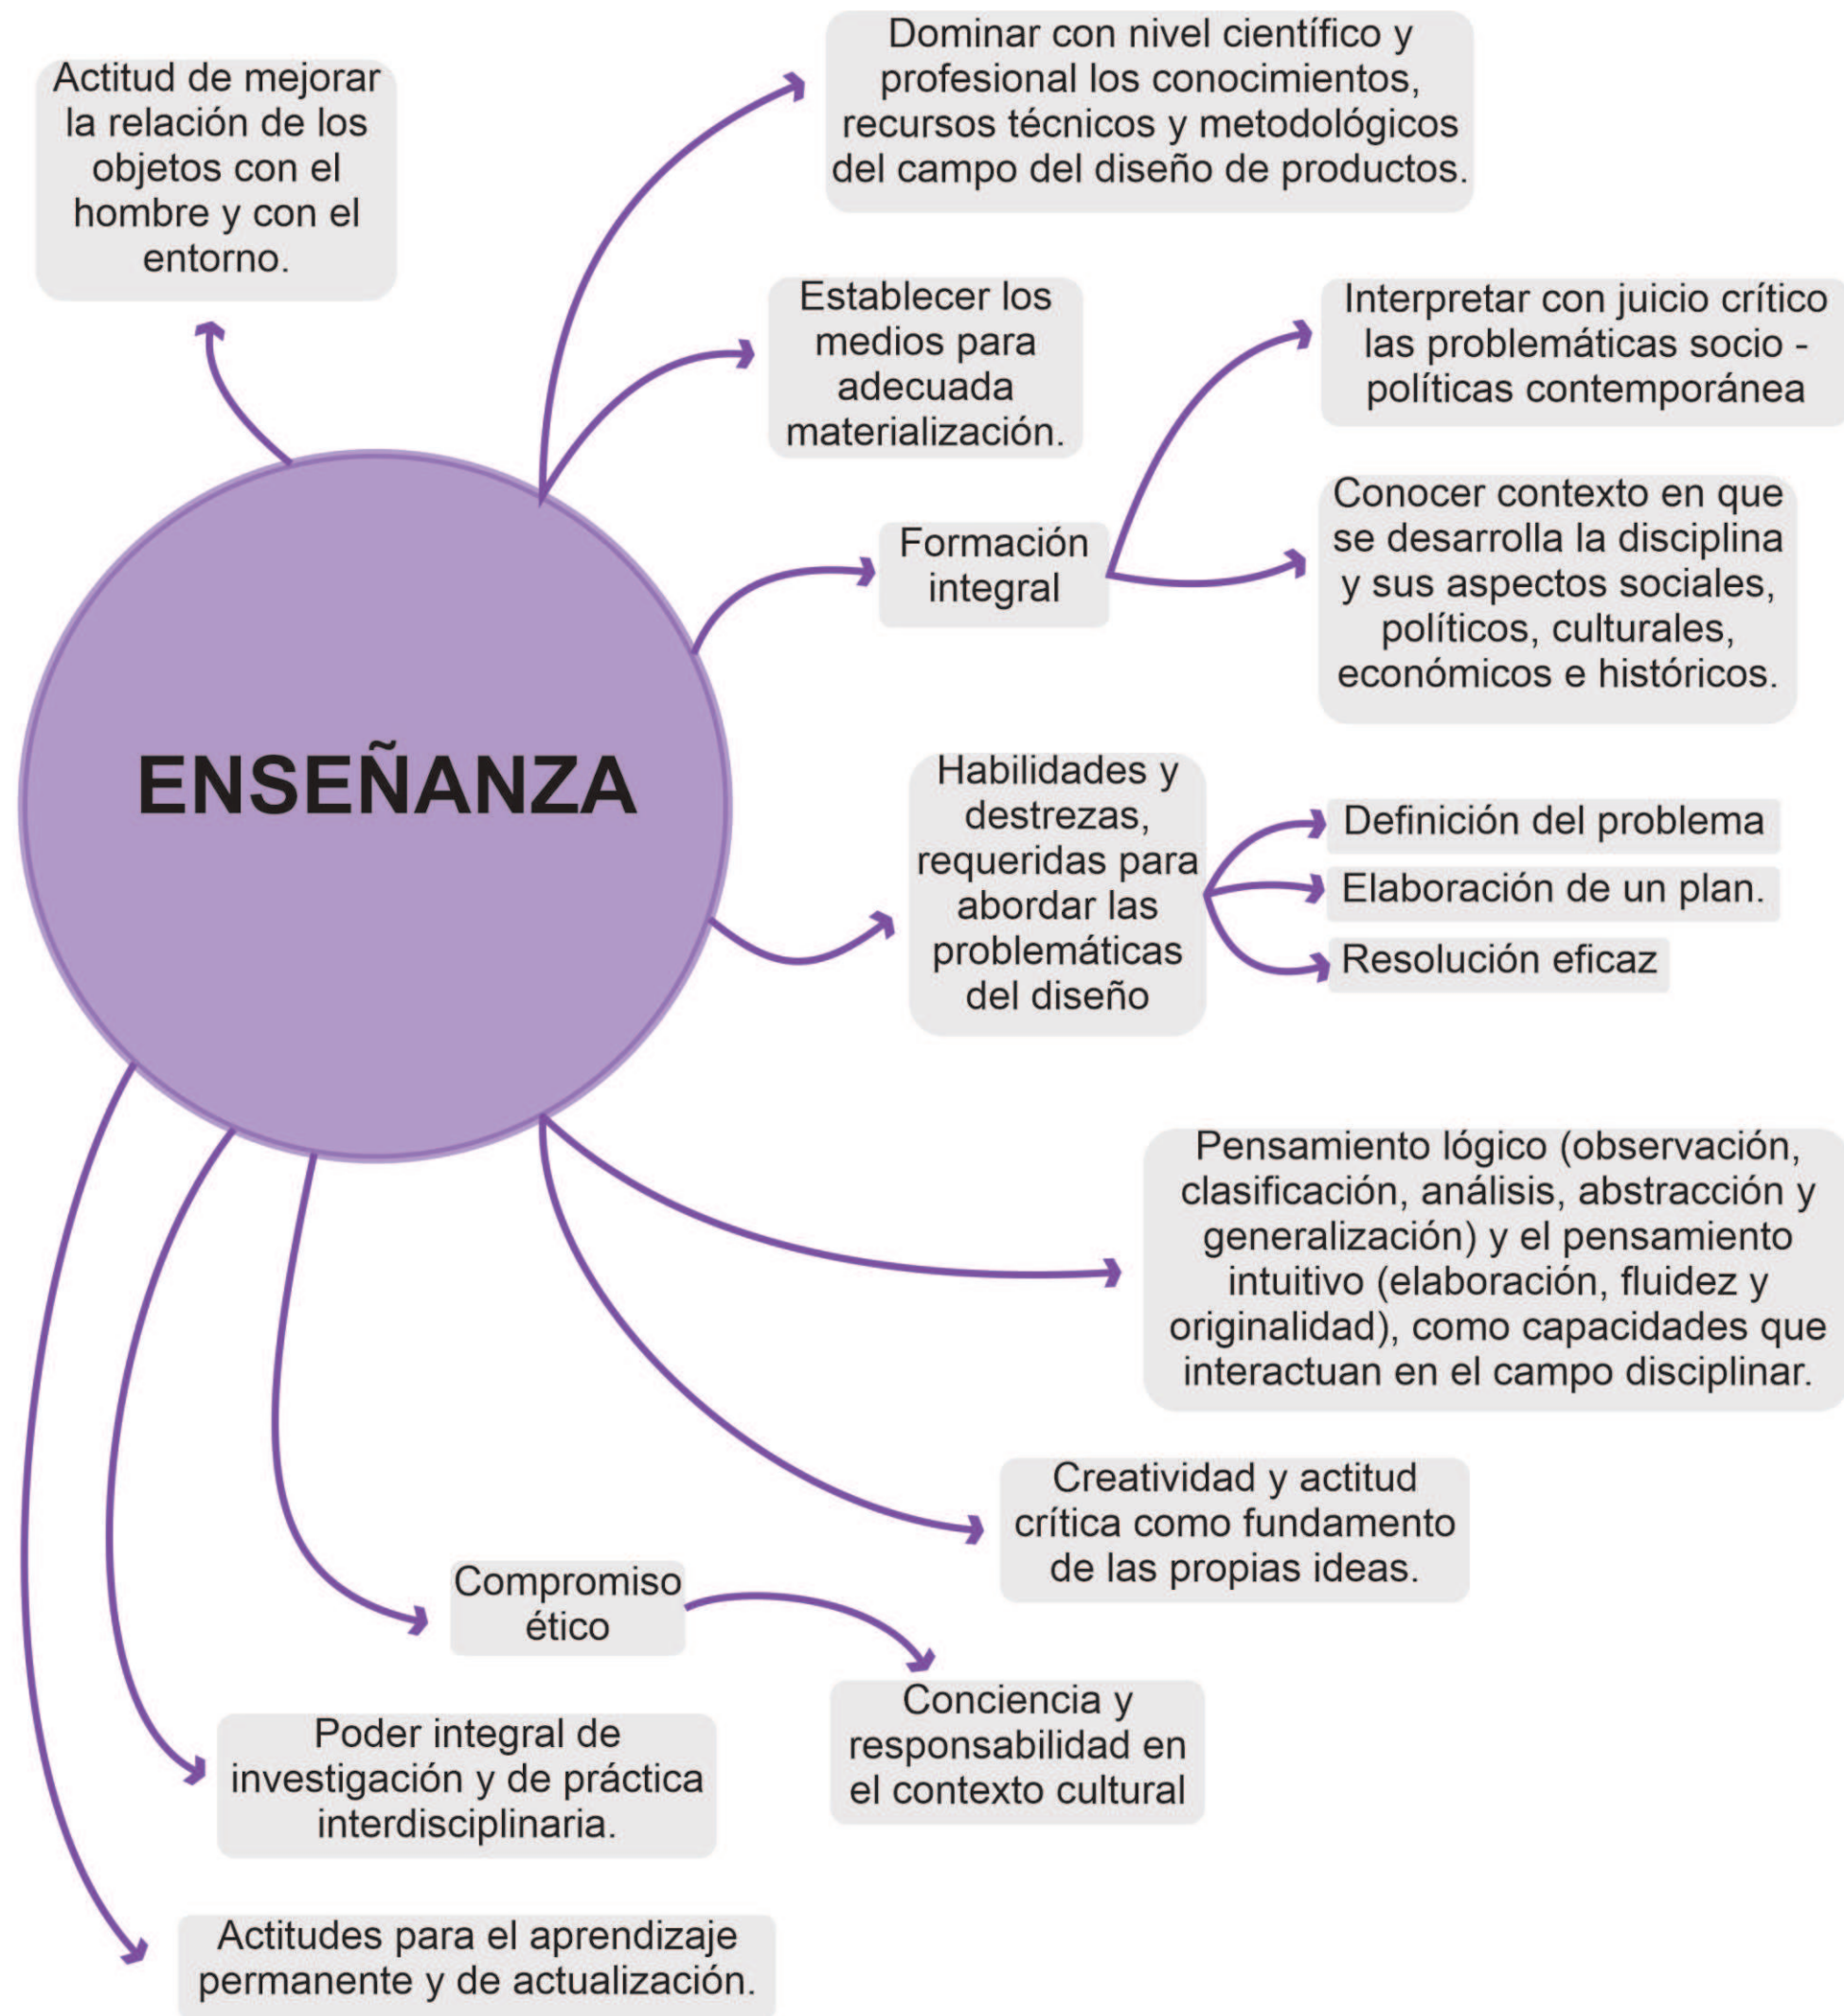 Actitud de mejorar
la relación de los
objetos con el
hombre y con el
entorno.
Dominar con nivel científico y
profesional los conocimientos,
recursos técnicos y metodológicos
del campo del diseño de productos.
Establecer los
medios para
adecuada
materialización.
Formación
integral
Interpretar con juicio crítico
las problemáticas socio -
políticas contemporánea
Conocer contexto en que
se desarrolla la disciplina
y sus aspectos sociales,
políticos, culturales,
económicos e históricos.
ENSEÑANZA
Habilidades y
destrezas,
requeridas para
abordar las
problemáticas
del diseño
Definición del problema
Elaboración de un plan.
Resolución eficaz
Pensamiento lógico (observación,
clasificación, análisis, abstracción y
generalización) y el pensamiento
intuitivo (elaboración, fluidez y
originalidad), como capacidades que
interactuan en el campo disciplinar.
Creatividad y actitud
crítica como fundamento
de las propias ideas.
Compromiso
ético
Conciencia y
responsabilidad en
el contexto cultural
Poder integral de
investigación y de práctica
interdisciplinaria.
Actitudes para el aprendizaje
permanente y de actualización.